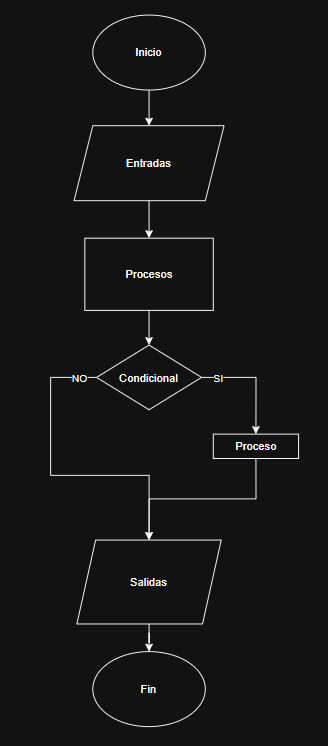 Inicio
Entradas
Procesos
NO
Condicional
SI
Proceso
Salidas
Fin